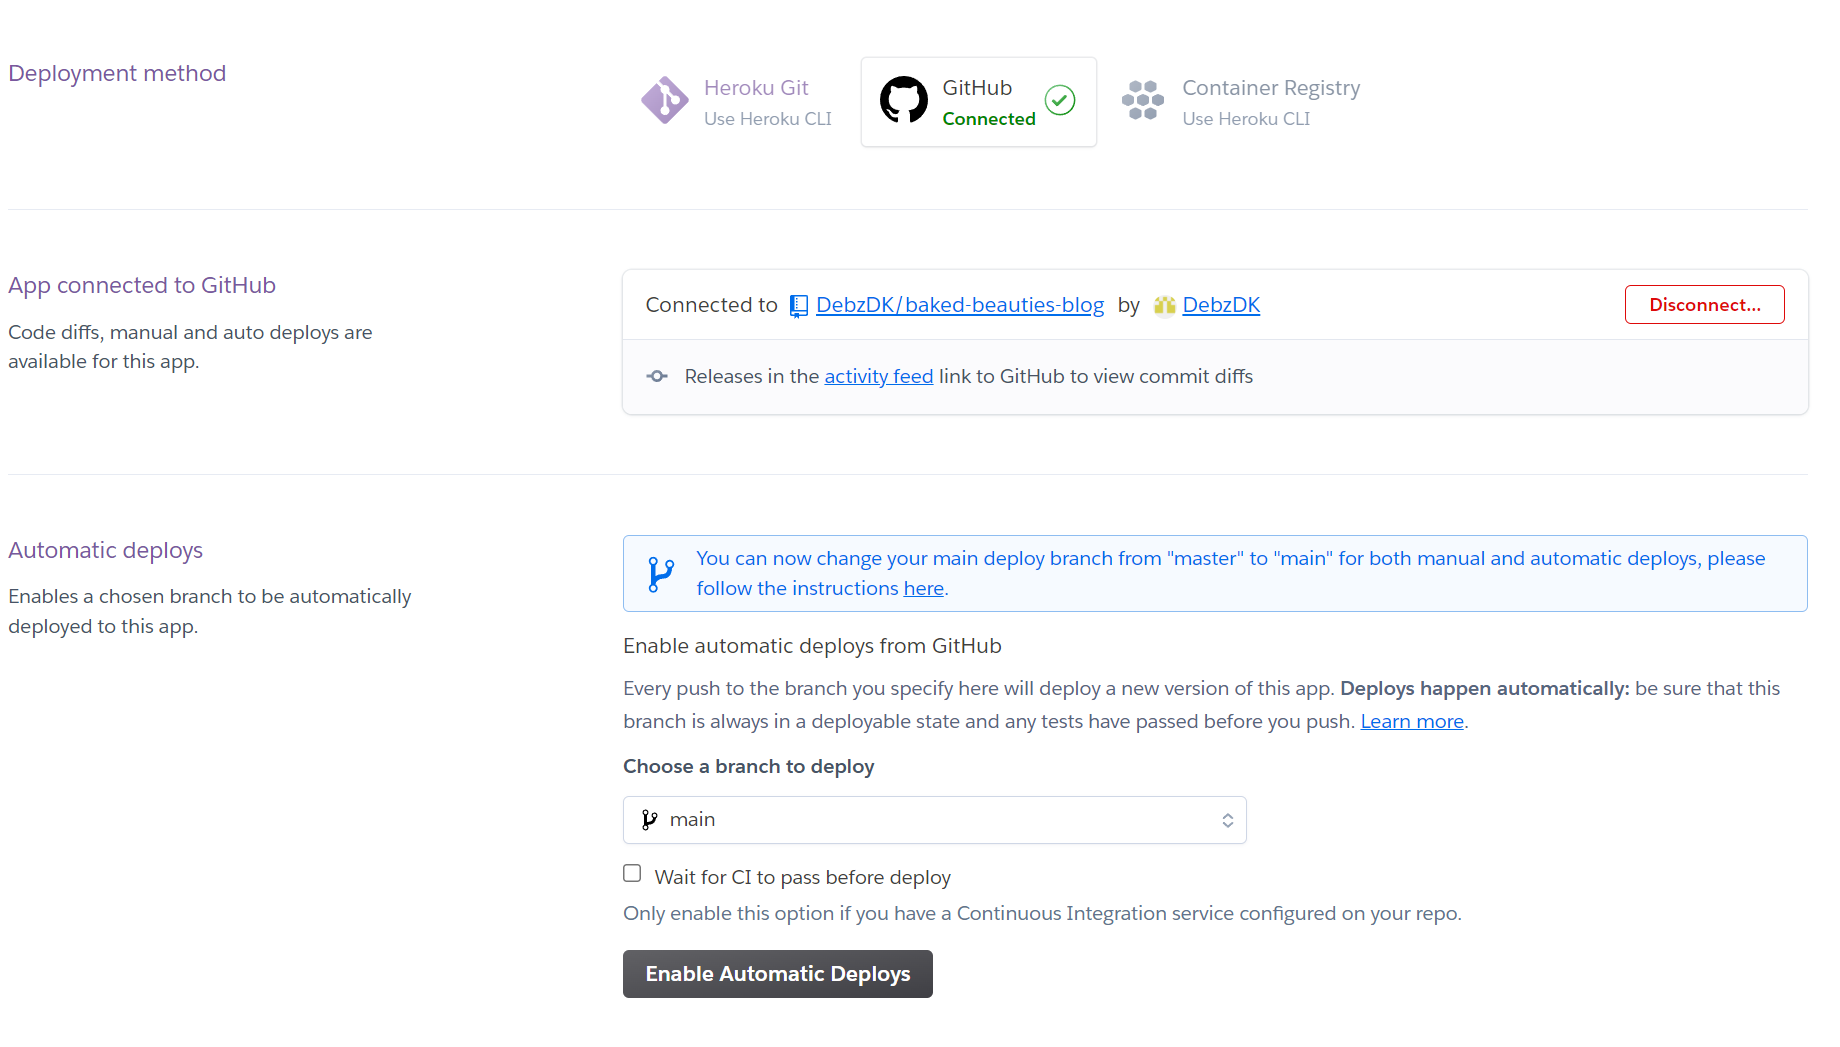 Deployment method
Heroku Git
Use Heroku CLI
GitHub
Connected
Container Registry
Use Heroku CLI
App connected to GitHub
Code diffs, manual and auto deploys are
available for this app.
Connected to DebzDK/baked-beauties-blog by DebzDK
Disconnect...
Releases in the activity feed link to GitHub to view commit diffs
Automatic deploys
Enables a chosen branch to be automatically
deployed to this app.
You can now change your main deploy branch from "master" to "main" for both manual and automatic deploys, please
follow the instructions here.
Enable automatic deploys from GitHub
Every push to the branch you specify here will deploy a new version of this app. Deploys happen automatically: be sure that this
branch is always in a deployable state and any tests have passed before you push. Learn more.
Choose a branch to deploy
main
Wait for CI to pass before deploy
Only enable this option if you have a Continuous Integration service configured on your repo.
Enable Automatic Deploys